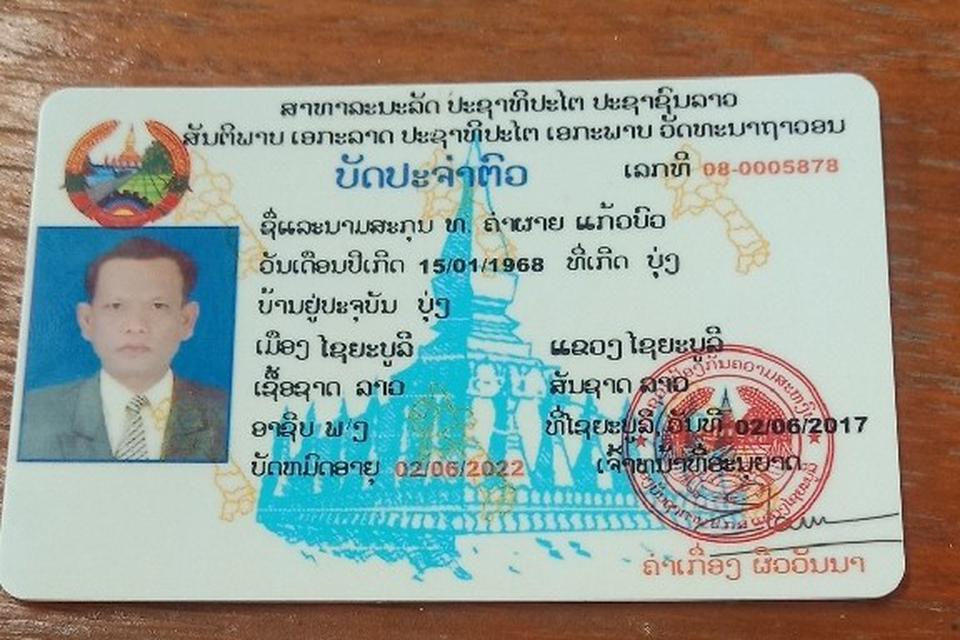 ສາທາລະນະລັດ ປະຊາທິປະໄຕ ປະຊາຊົນລາວ
ສັນຕິພາບ ເອກະລາດ ປະຊາທິປະໄຕ ເອກະພາບ ວັດທະນາຖາວອນ
ບັດປະຈຳຕົວ
ເລກທີ 08-0005878
ຊື່ແລະນາມສະກຸນ ທ. ຄຳຜາຍ ແກ້ວບົວ
ວັນເດືອນປີເກີດ 15/01/1968 ທີ່ເກີດ ບຸ່ງ
ບ້ານຢູ່ປະຈຸບັນ ບຸ່ງ
ເມືອງ ໄຊຍະບູລີ ແຂວງ ໄຊຍະບູລີ
ເຊື້ອຊາດ ລາວ ສັນຊາດ ລາວ
ອາຊີບ ພ/ງ ທີ່ໄຊຍະບູລີ, ວັນທີ 02/06/2017
ບັດຫມົດອາຍຸ 02/06/2022 ເຈົ້າຫນ້າທີ່ອະນຸຍາດ
ຄຳເກື່ອງ ຜິວວັນນາ